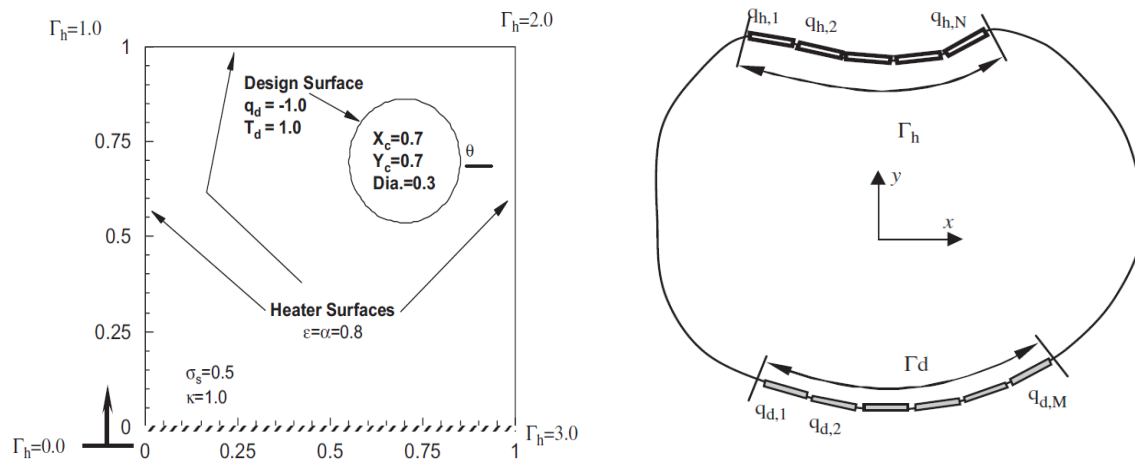 Γh=1.0
Γh=2.0
1
Design Surface
qd = -1.0
Td = 1.0
0.75
Xc=0.7
Yc=0.7
Dia.=0.3
θ
0.5
Heater Surfaces
ε=α=0.8
0.25
σs=0.5
κ=1.0
0
Γh=0.0
Γh=3.0
0 0.25 0.5 0.75 1
qh,1
qh,2
qh,N
Γh
y
x
Γd
qd,1
qd,2
qd,M